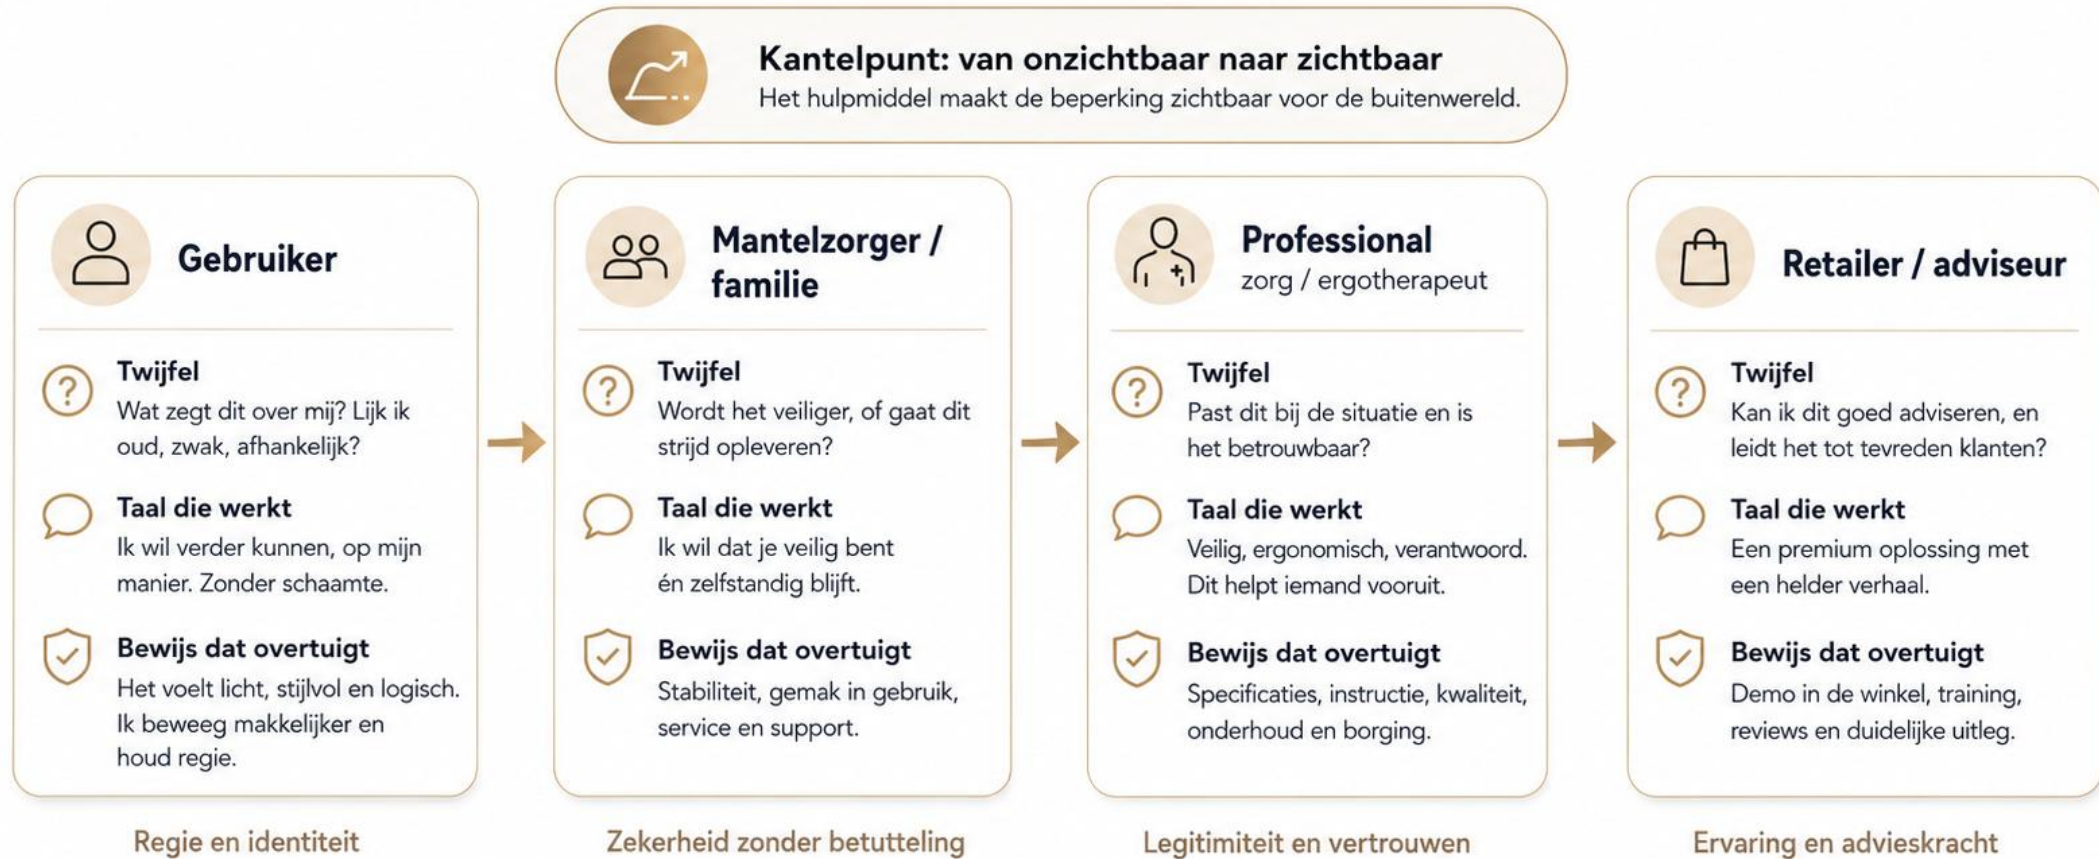 Kantelpunt: van onzichtbaar naar zichtbaar
Het hulpmiddel maakt de beperking zichtbaar voor de buitenwereld.
Gebruiker
Twijfel
Wat zegt dit over mij? Lijk ik
oud, zwak, afhankelijk?
Taal die werkt
Ik wil verder kunnen, op mijn
manier. Zonder schaamte.
Bewijs dat overtuigt
Het voelt licht, stijlvol en logisch.
Ik beweeg makkelijker en
houd regie.
Regie en identiteit
Mantelzorger /
familie
Twijfel
Wordt het veiliger, of gaat dit
strijd opleveren?
Taal die werkt
Ik wil dat je veilig bent
én zelfstandig blijft.
Bewijs dat overtuigt
Stabiliteit, gemak in gebruik,
service en support.
Zekerheid zonder betutteling
Professional
zorg / ergotherapeut
Twijfel
Past dit bij de situatie en is
het betrouwbaar?
Taal die werkt
Veilig, ergonomisch, verantwoord.
Dit helpt iemand vooruit.
Bewijs dat overtuigt
Specificaties, instructie, kwaliteit,
onderhoud en borging.
Legitimiteit en vertrouwen
Retailer / adviseur
Twijfel
Kan ik dit goed adviseren, en
leidt het tot tevreden klanten?
Taal die werkt
Een premium oplossing met
een helder verhaal.
Bewijs dat overtuigt
Demo in de winkel, training,
reviews en duidelijke uitleg.
Ervaring en advieskracht